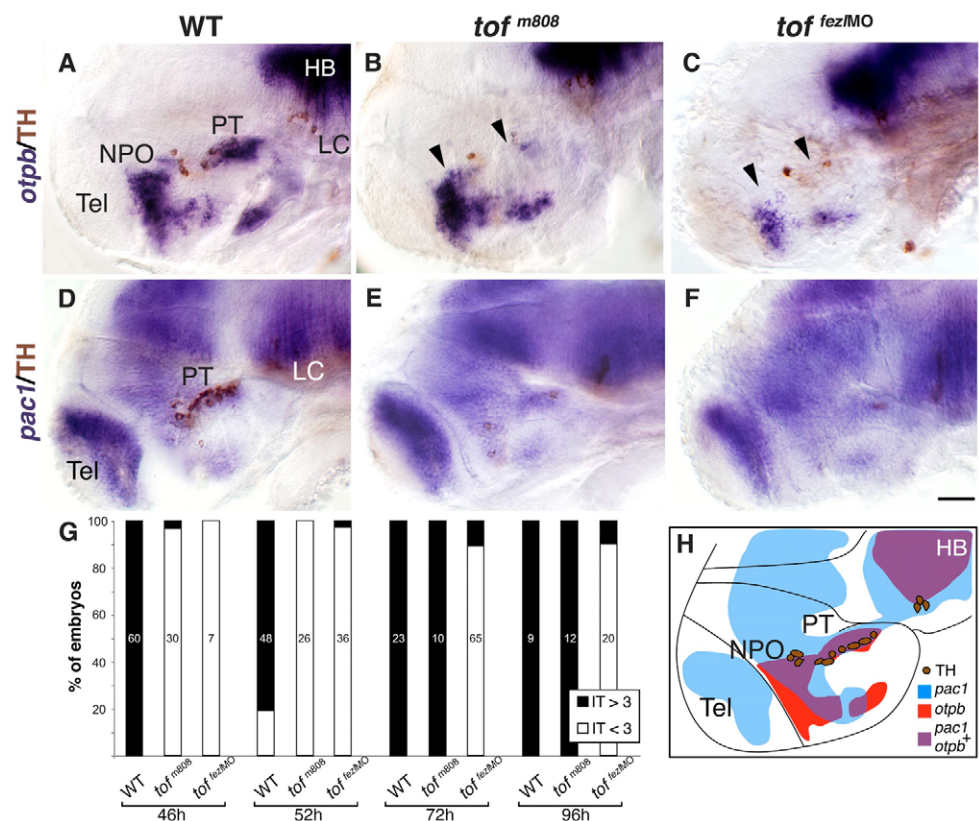 WT
tof m808
tof fezlMO
otpb/TH
A
HB
PT
NPO
LC
Tel
B
C
pac1/TH
D
PT
LC
Tel
E
F
G
% of embryos
100
80
60
40
20
60
30
7
48
26
36
23
10
65
9
12
20
IT > 3
IT < 3
WT
tof m808
tof fezlMO
WT
tof m808
tof fezlMO
WT
tof m808
tof fezlMO
WT
tof m808
tof fezlMO
46h
52h
72h
96h
H
HB
PT
NPO
Tel
TH
pac1
otpb
pac1
otpb+